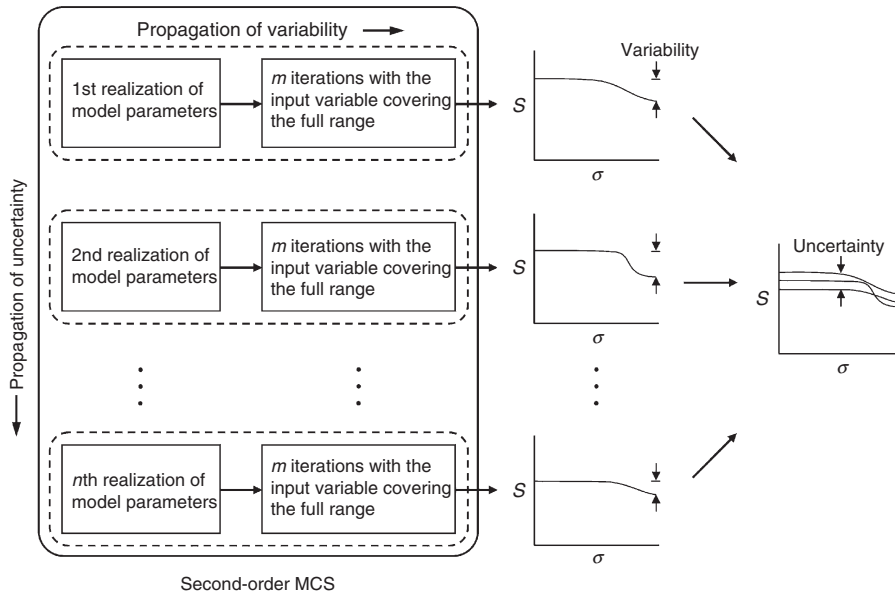 Propagation of variability
Propagation of uncertainty
1st realization of
model parameters
m iterations with the
input variable covering
the full range
S
σ
Variability
2nd realization of
model parameters
m iterations with the
input variable covering
the full range
S
σ
nth realization of
model parameters
m iterations with the
input variable covering
the full range
S
σ
Uncertainty
S
σ
Second-order MCS